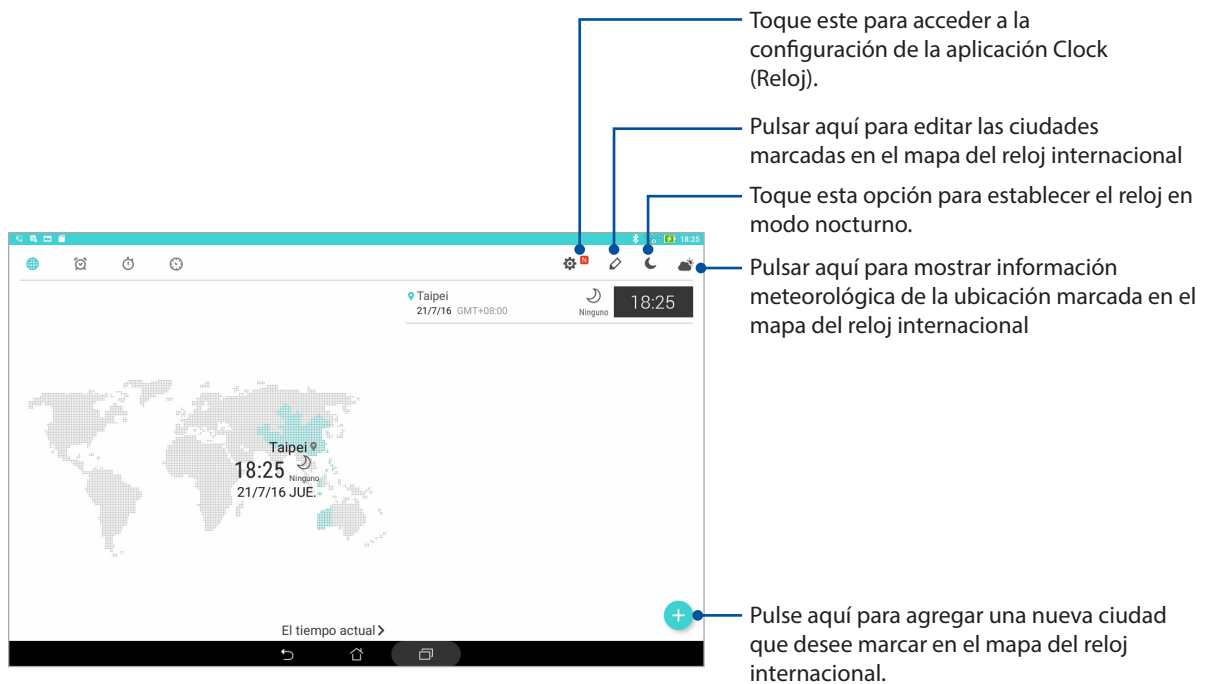 Toque este para acceder a la
configuración de la aplicación Clock
(Reloj).
Pulsar aquí para editar las ciudades
marcadas en el mapa del reloj internacional
Toque esta opción para establecer el reloj en
modo nocturno.
Pulsar aquí para mostrar información
meteorológica de la ubicación marcada en el
mapa del reloj internacional
18:25
N
Taipei
21/7/16 GMT+08:00
Ninguno
18:25
Taipei
18:25
Ninguno
21/7/16 JUE.
El tiempo actual
Pulse aquí para agregar una nueva ciudad
que desee marcar en el mapa del reloj
internacional.